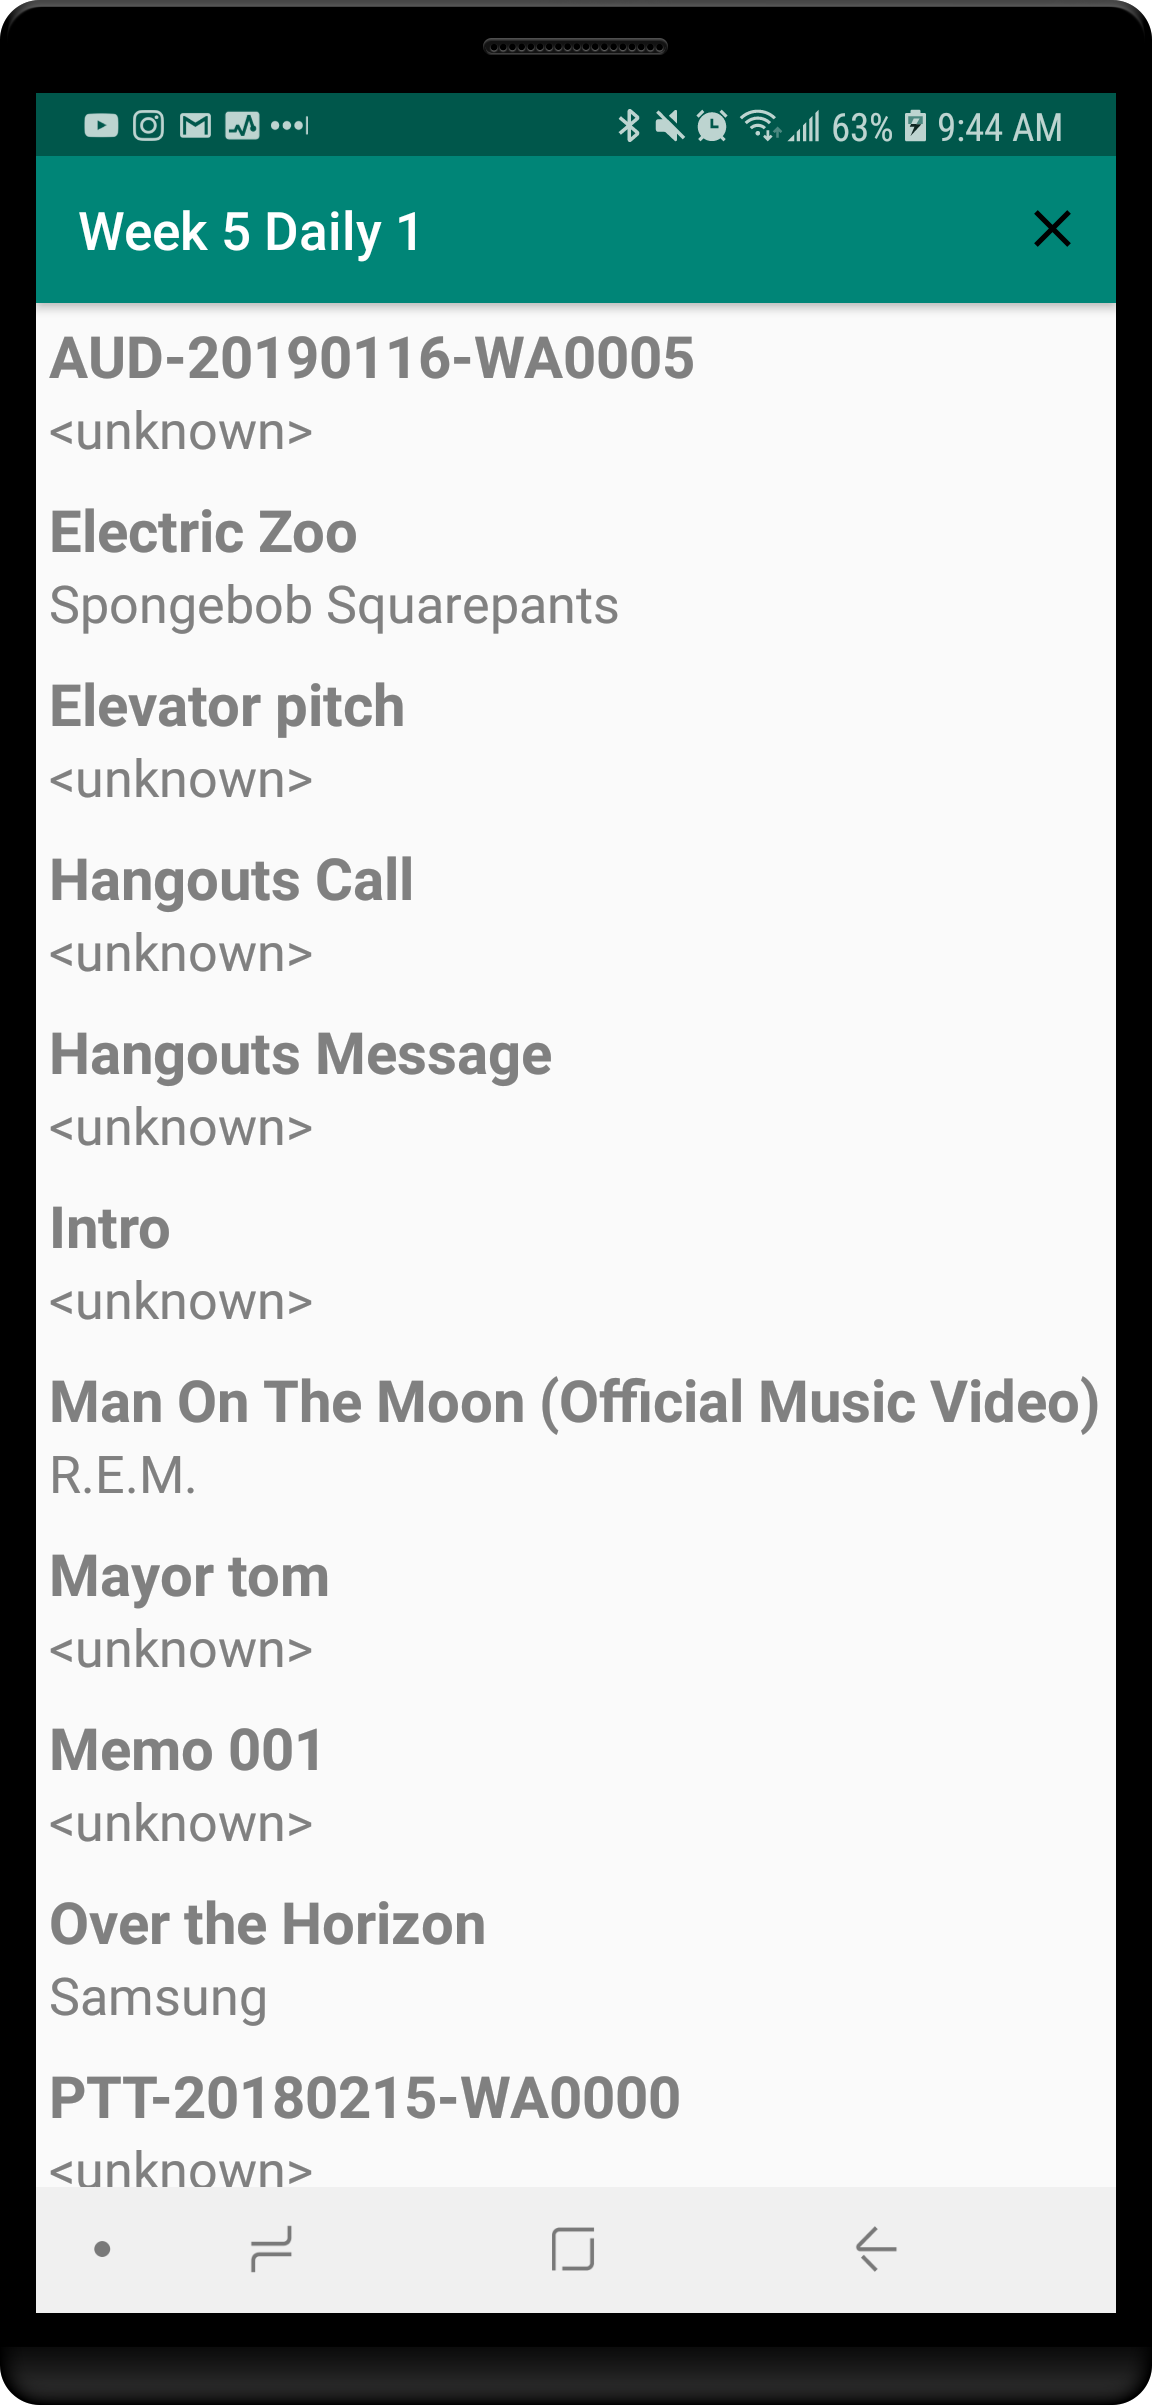 63% 9:44 AM
Week 5 Daily 1
AUD-20190116-WA0005
<unknown>
Electric Zoo
Spongebob Squarepants
Elevator pitch
<unknown>
Hangouts Call
<unknown>
Hangouts Message
<unknown>
Intro
<unknown>
Man On The Moon (Official Music Video)
R.E.M.
Mayor tom
<unknown>
Memo 001
<unknown>
Over the Horizon
Samsung
PTT-20180215-WA0000
<unknown>